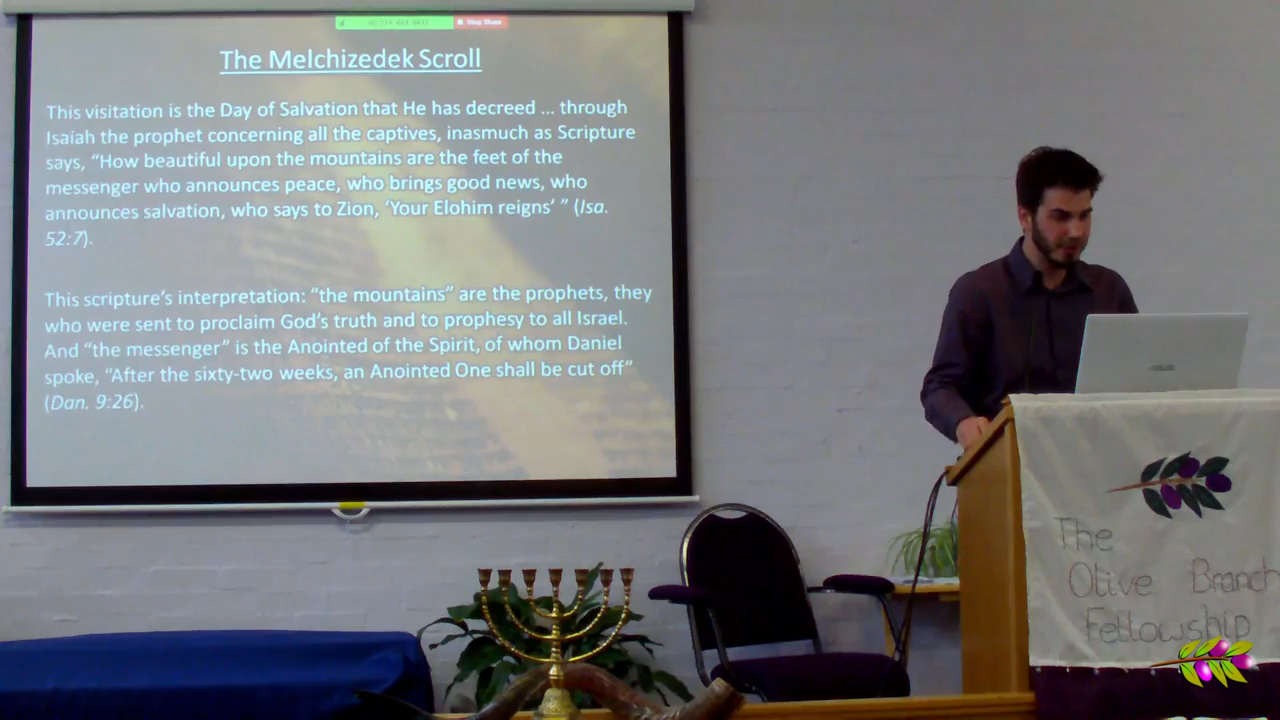 Stop Share
The Melchizedek Scroll
This visitation is the Day of Salvation that He has decreed ... through
Isaiah the prophet concerning all the captives, inasmuch as Scripture
says, “How beautiful upon the mountains are the feet of the
messenger who announces peace, who brings good news, who
announces salvation, who says to Zion, ‘Your Elohim reigns’ ” (Isa.
52:7).
This scripture’s interpretation: “the mountains” are the prophets, they
who were sent to proclaim God’s truth and to prophesy to all Israel.
And “the messenger” is the Anointed of the Spirit, of whom Daniel
spoke, “After the sixty-two weeks, an Anointed One shall be cut off”
(Dan. 9:26).
ASUS
The
Olive Branch
Fellowship